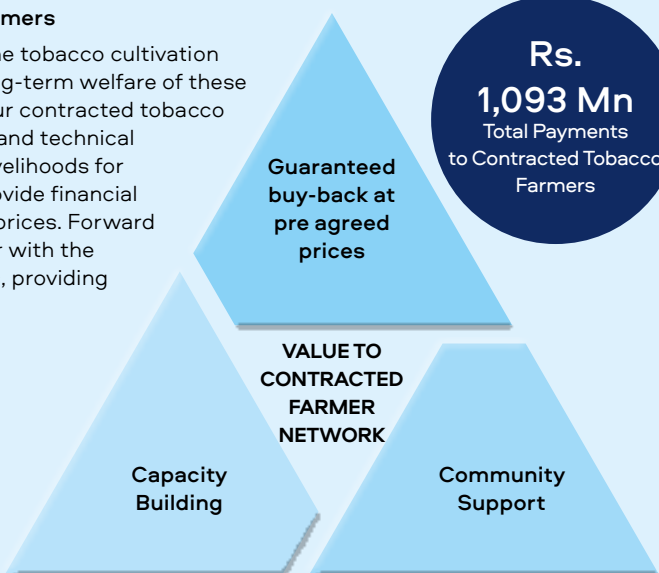 mers
tobacco cultivation
g-term welfare of these
ur contracted tobacco
and technical
velihoods for
ovide financial
prices. Forward
r with the
, providing
Rs.
1,093 Mn
Total Payments
to Contracted Tobacco
Farmers
Guaranteed
buy-back at
pre agreed
prices
VALUE TO
CONTRACTED
FARMER
NETWORK
Capacity
Building
Community
Support